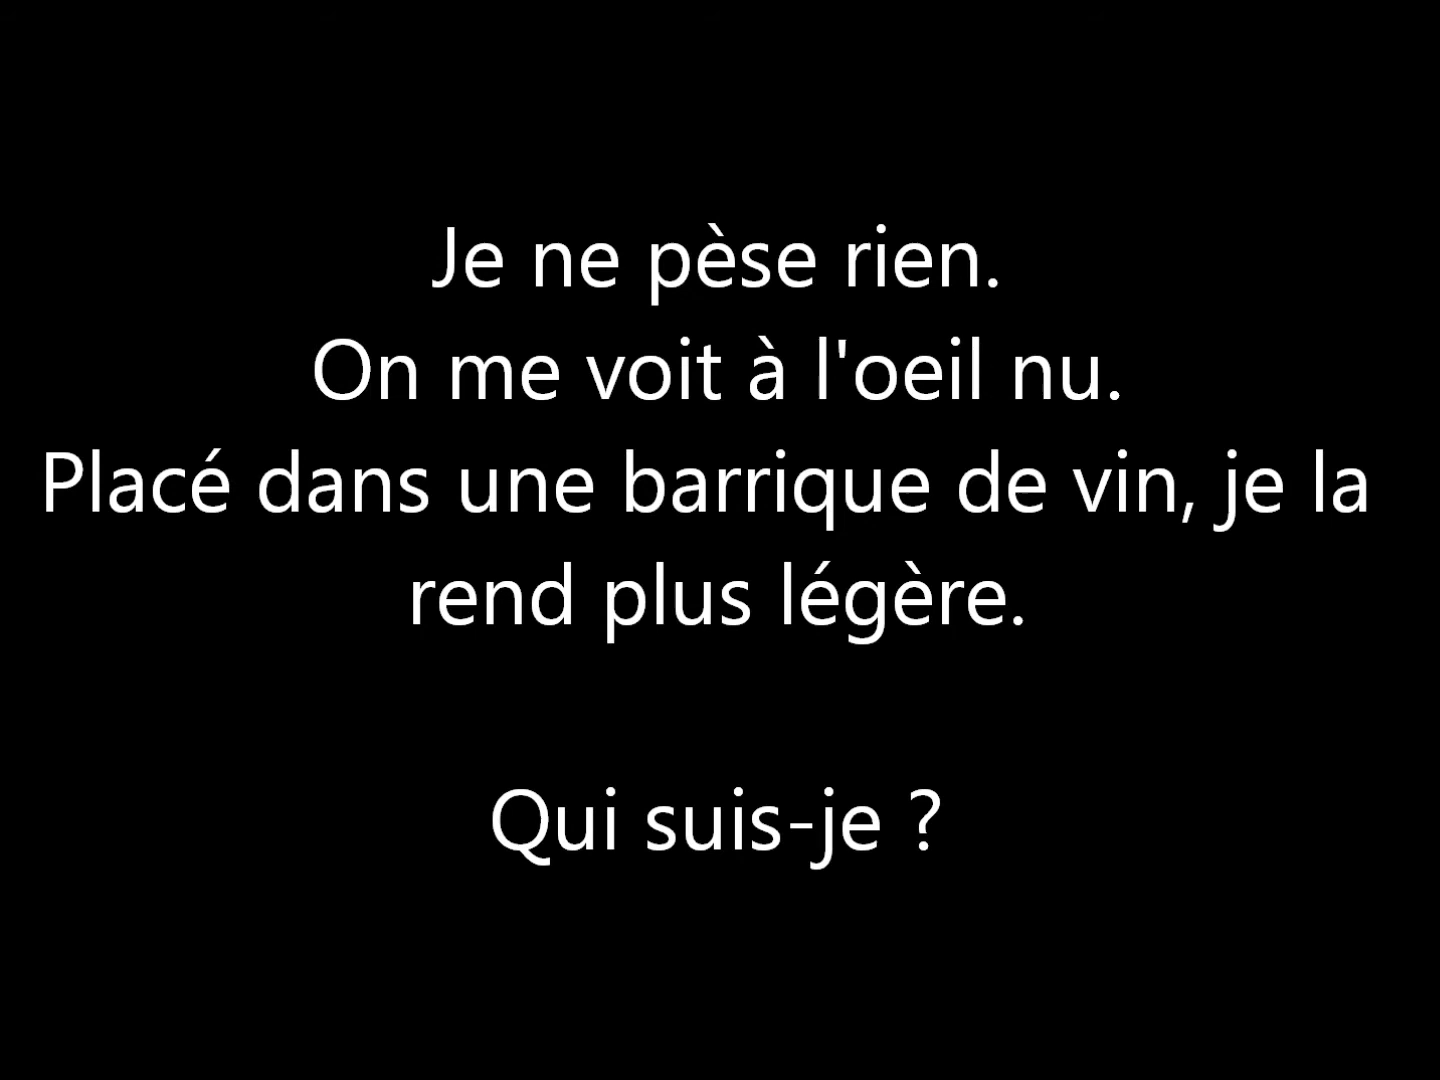 Je ne pèse rien.
On me voit à l'oeil nu.
Placé dans une barrique de vin, je la
rend plus légère.
Qui suis-je ?